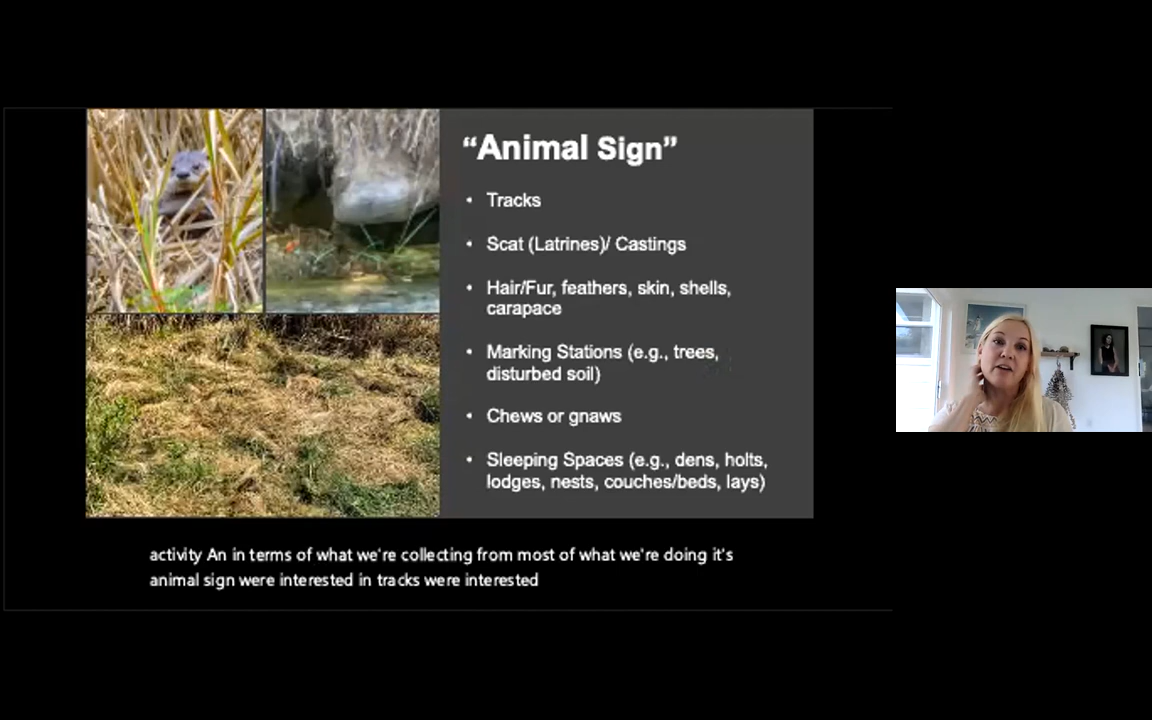 “Animal Sign”
• Tracks
• Scat (Latrines)/ Castings
• Hair/Fur, feathers, skin, shells,
carapace
• Marking Stations (e.g., trees,
disturbed soil)
• Chews or gnaws
• Sleeping Spaces (e.g., dens, holts,
lodges, nests, couches/beds, lays)
activity An in terms of what we're collecting from most of what we're doing it's
animal sign were interested in tracks were interested